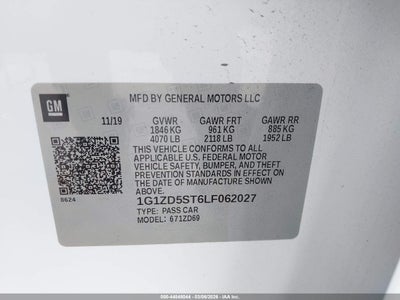 MFD BY GENERAL MOTORS LLC
GM
11/19 GVWR GAWR FRT GAWR RR
1846 KG 961 KG 885 KG
4070 LB 2118 LB 1952 LB
THIS VEHICLE CONFORMS TO ALL
APPLICABLE U.S. FEDERAL MOTOR
VEHICLE SAFETY, BUMPER, AND
THEFT PREVENTION STANDARDS IN
EFFECT ON THE DATE OF
MANUFACTURE SHOWN ABOVE.
8624
1G1ZD5ST6LF062027
TYPE: PASS CAR
MODEL: 671ZD69